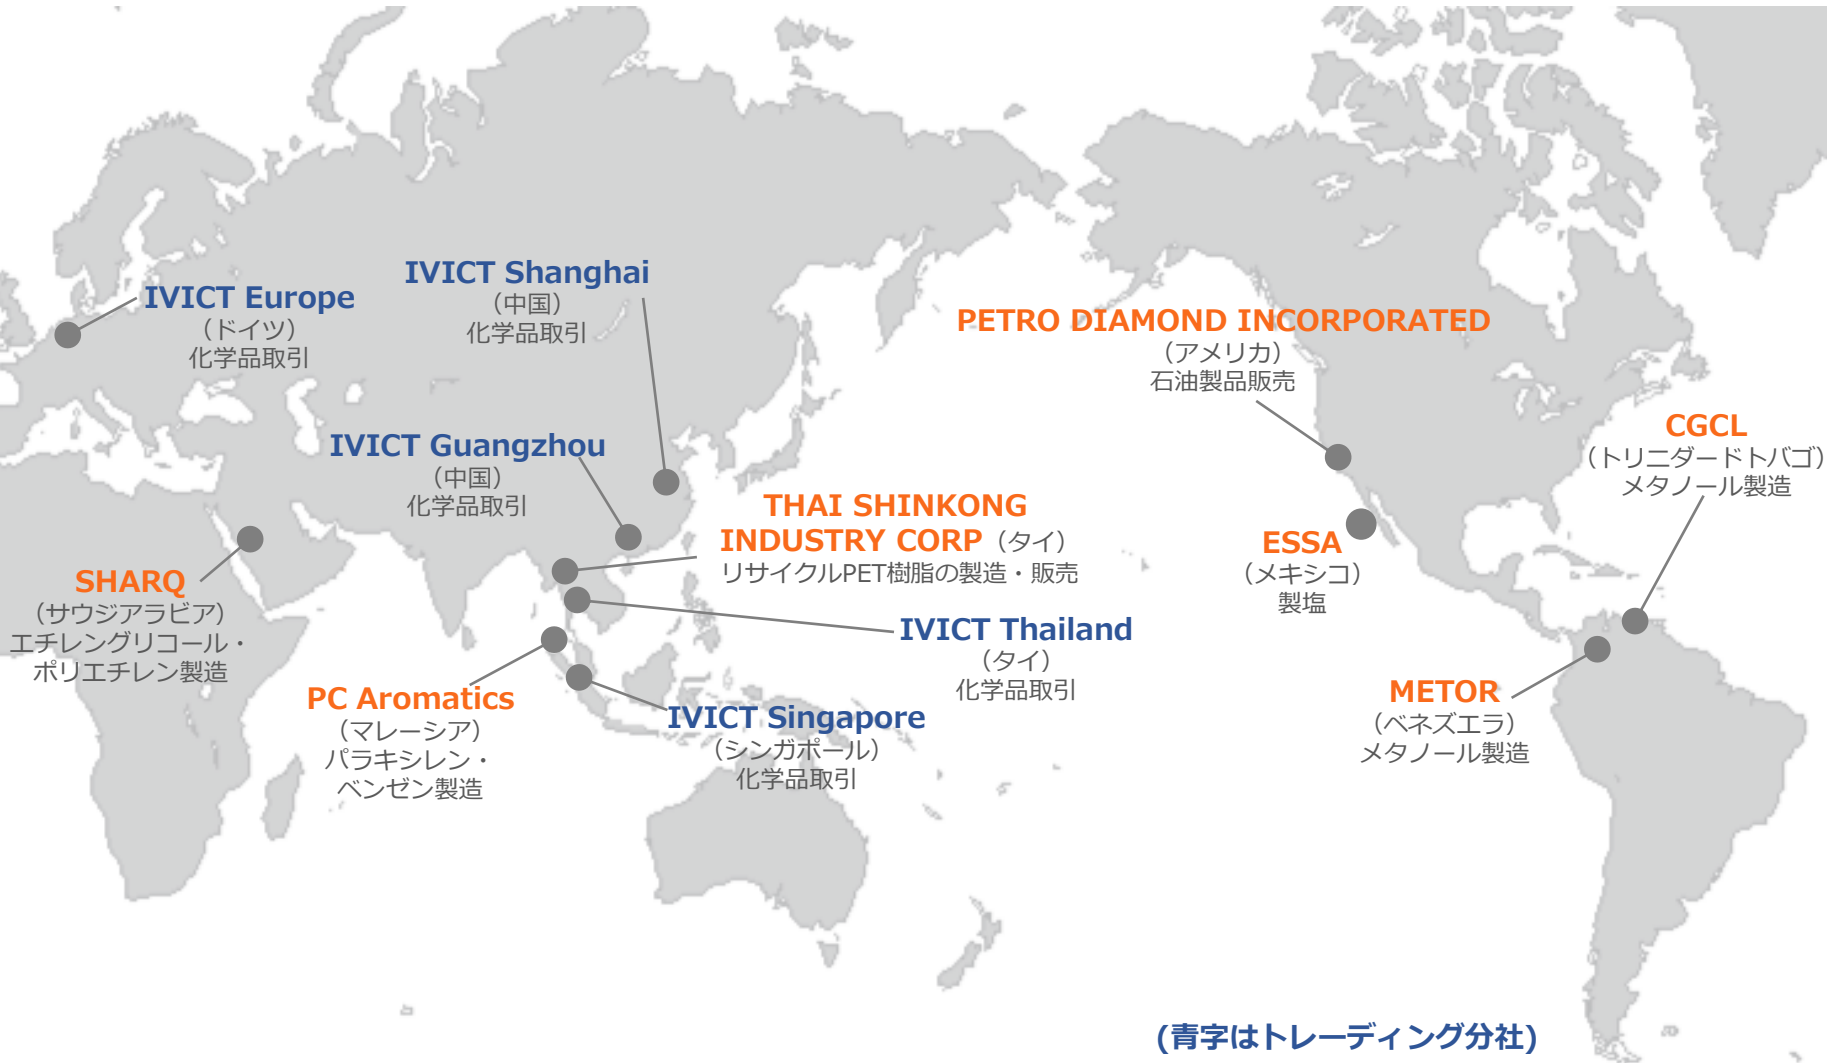 IVICT Europe
（ドイツ）
化学品取引
IVICT Shanghai
（中国）
化学品取引
PETRO DIAMOND INCORPORATED
（アメリカ）
石油製品販売
CGCL
（トリニダードトバゴ）
メタノール製造
IVICT Guangzhou
（中国）
化学品取引
THAI SHINKONG
INDUSTRY CORP（タイ）
リサイクルPET樹脂の製造・販売
ESSA
（メキシコ）
製塩
SHARQ
（サウジアラビア）
エチレングリコール・
ポリエチレン製造
IVICT Thailand
（タイ）
化学品取引
PC Aromatics
（マレーシア）
パラキシレン・
ベンゼン製造
IVICT Singapore
（シンガポール）
化学品取引
METOR
（ベネズエラ）
メタノール製造
(青字はトレーディング分社)